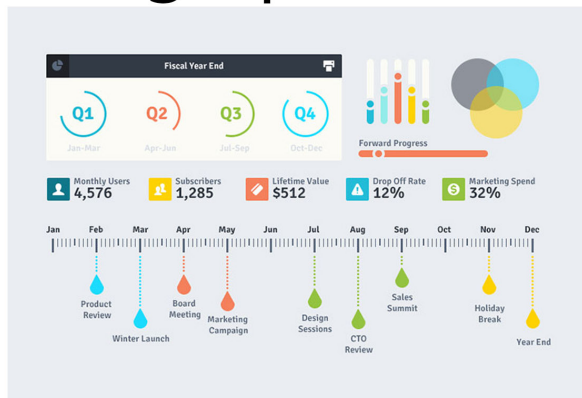 Fiscal Year End
Q1
Q2
Q3
Q4
Jan-Mar
Apr-Jun
Jul-Sep
Oct-Dec
Forward Progress
Monthly Users
4,576
Subscribers
1,285
Lifetime Value
$512
Drop Off Rate
12%
Marketing Spend
32%
Jan Feb Mar Apr May Jun Jul Aug Sep Oct Nov Dec
Product
Review
Winter Launch
Board
Meeting
Marketing
Campaign
Design
Sessions
CTO
Review
Sales
Summit
Holiday
Break
Year End